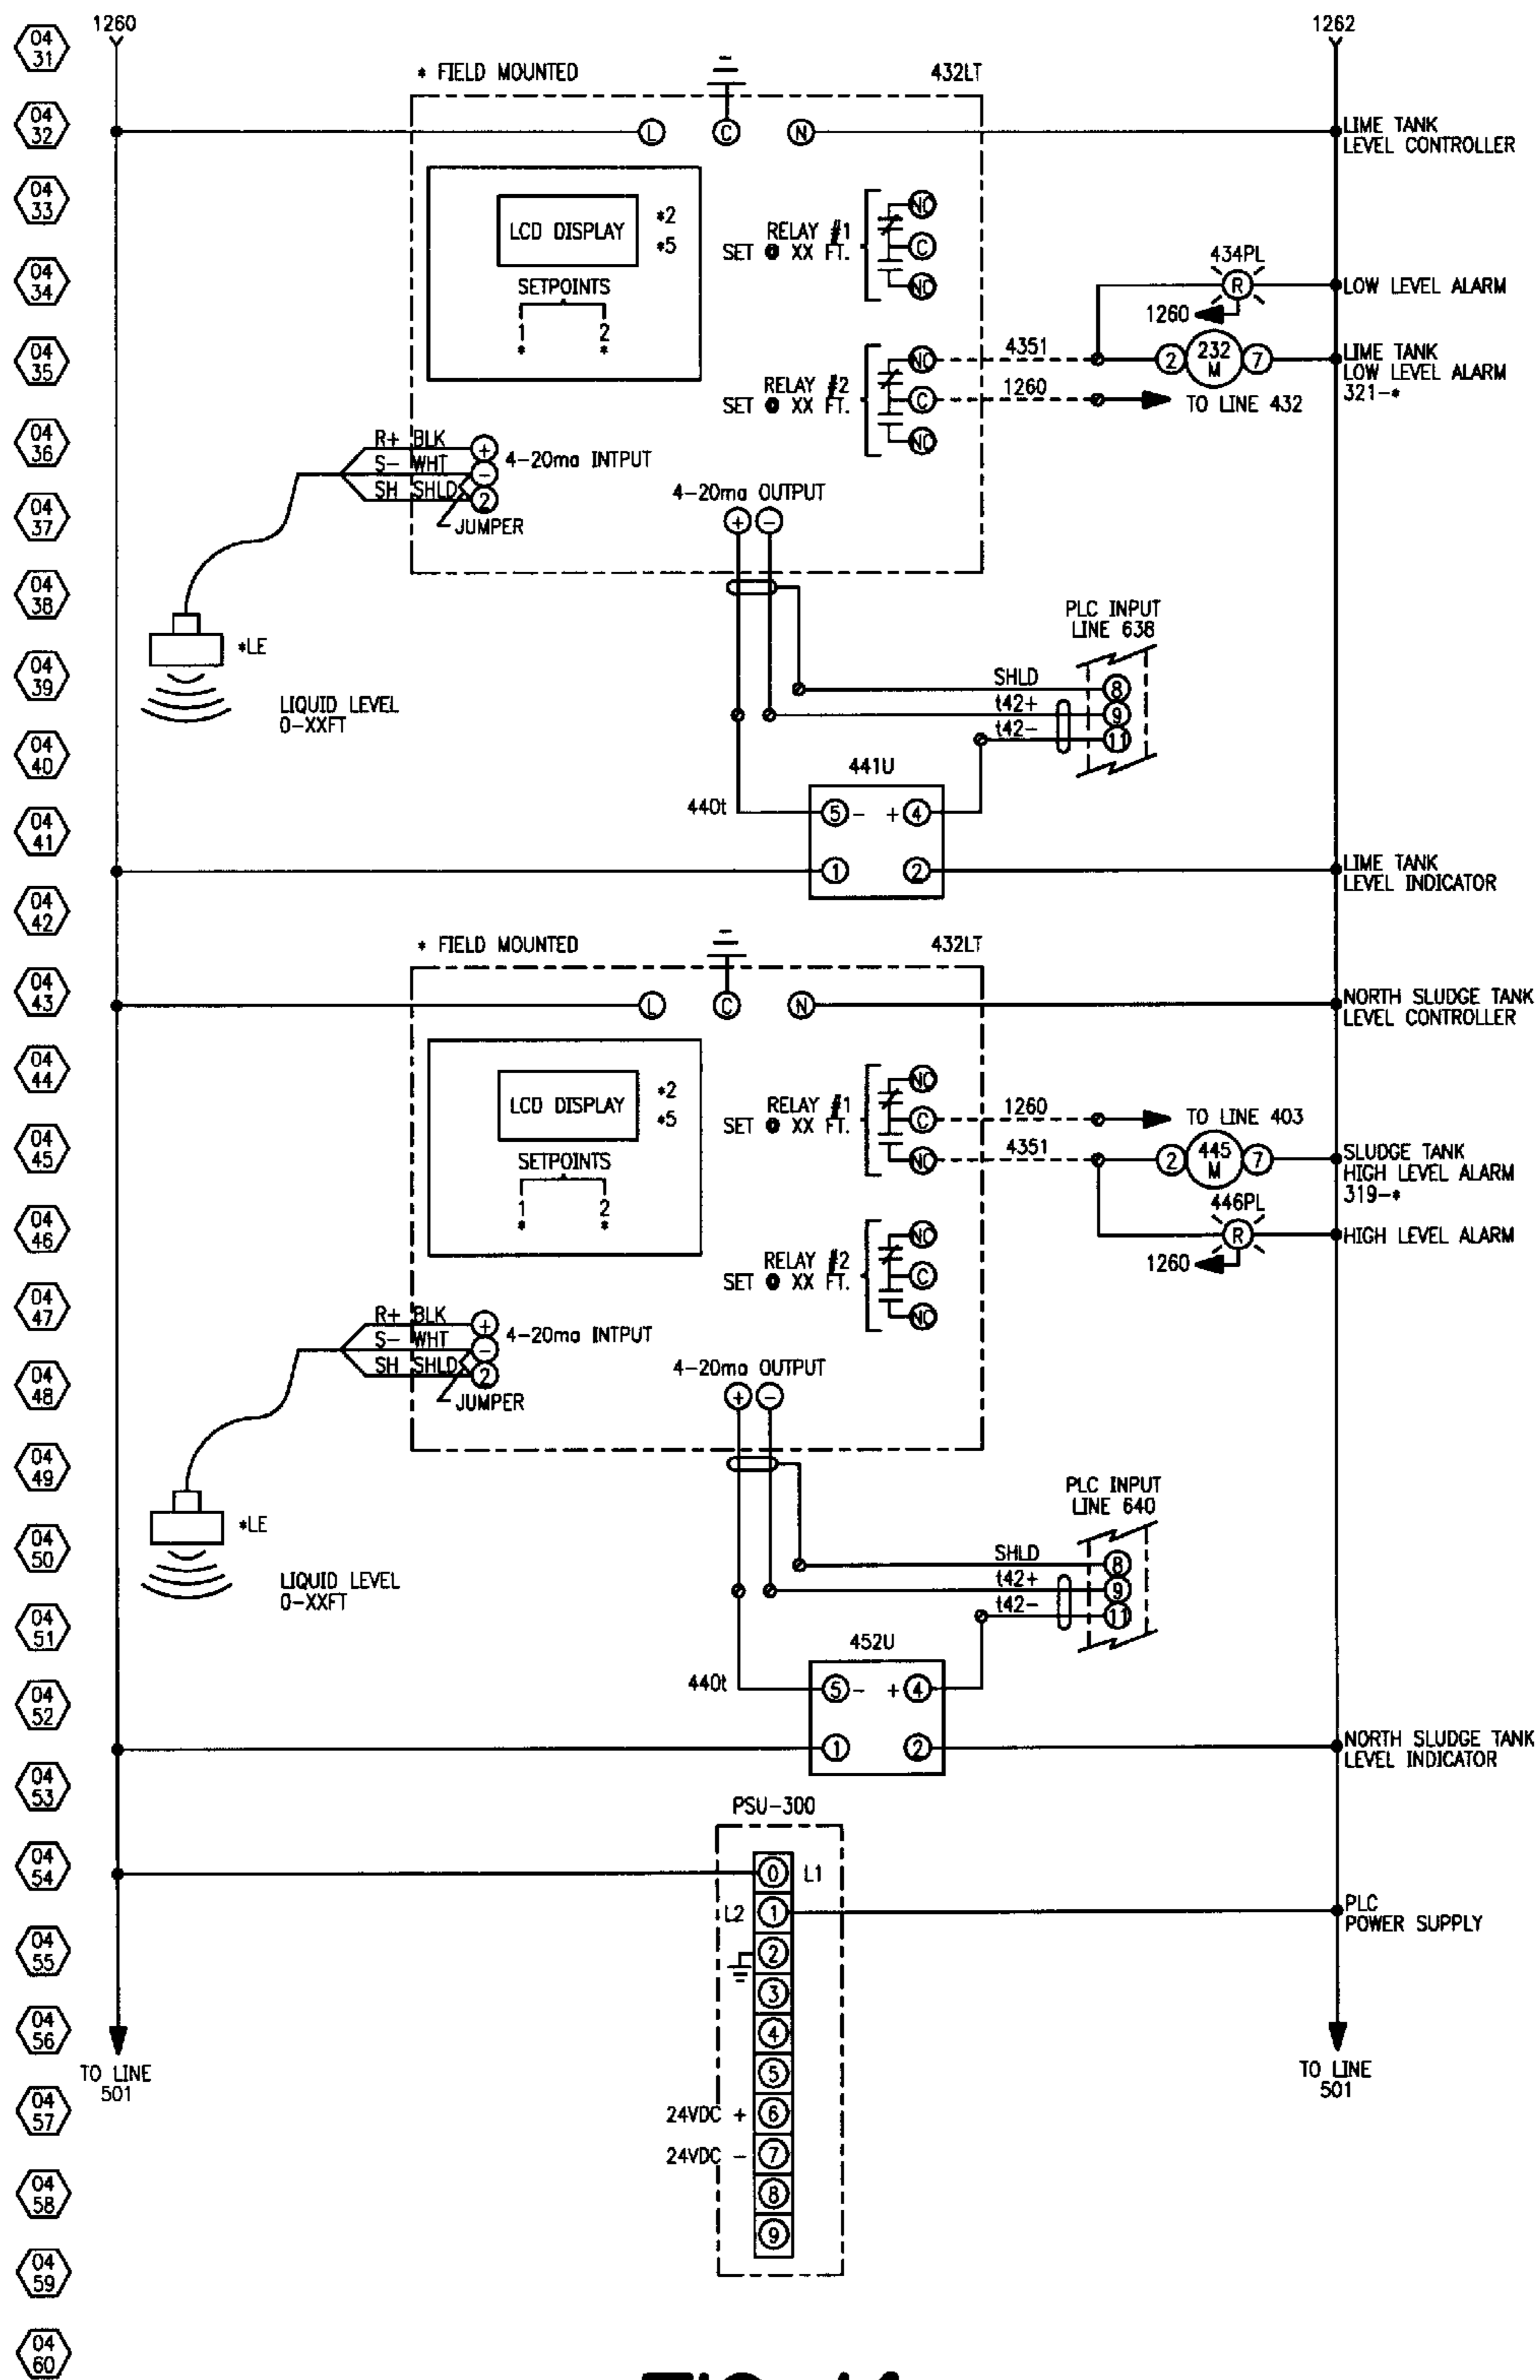 04
31
1260
1262
* FIELD MOUNTED
432LT
04
32
L
C
N
LIME TANK
LEVEL CONTROLLER
04
33
LCD DISPLAY
*2
*5
RELAY #1
SET @ XX FT.
NC
C
NO
SETPOINTS
1
*
2
*
04
34
434PL
R
1260
LOW LEVEL ALARM
04
35
RELAY #2
SET @ XX FT.
NC
C
NO
4351
1260
2
232
M
7
TO LINE 432
LIME TANK
LOW LEVEL ALARM
321-*
04
36
R+ BLK
S- WHT
SH SHLD
+
-
2
4-20ma INTPUT
JUMPER
04
37
4-20ma OUTPUT
+ -
04
38
PLC INPUT
LINE 638
*LE
04
39
LIQUID LEVEL
0-XXFT
SHLD
8
t42+
9
t42-
11
04
40
441U
440t
5 - + 4
04
41
1 2
LIME TANK
LEVEL INDICATOR
04
42
* FIELD MOUNTED
432LT
04
43
L
C
N
NORTH SLUDGE TANK
LEVEL CONTROLLER
04
44
LCD DISPLAY
*2
*5
RELAY #1
SET @ XX FT.
NC
C
NO
1260
4351
TO LINE 403
04
45
SETPOINTS
1
*
2
*
2
445
M
7
SLUDGE TANK
HIGH LEVEL ALARM
319-*
04
46
446PL
R
1260
HIGH LEVEL ALARM
RELAY #2
SET @ XX FT.
NC
C
NO
04
47
R+ BLK
S- WHT
SH SHLD
+
-
2
4-20ma INTPUT
JUMPER
04
48
4-20ma OUTPUT
+ -
04
49
PLC INPUT
LINE 640
*LE
04
50
LIQUID LEVEL
0-XXFT
SHLD
8
t42+
9
t42-
11
04
51
452U
440t
5 - + 4
04
52
1 2
NORTH SLUDGE TANK
LEVEL INDICATOR
04
53
PSU-300
04
54
0
L1
L2
1
PLC
POWER SUPPLY
04
55
2
3
04
56
4
TO LINE
501
TO LINE
501
5
04
57
24VDC +
6
24VDC -
7
04
58
8
9
04
59
04
60